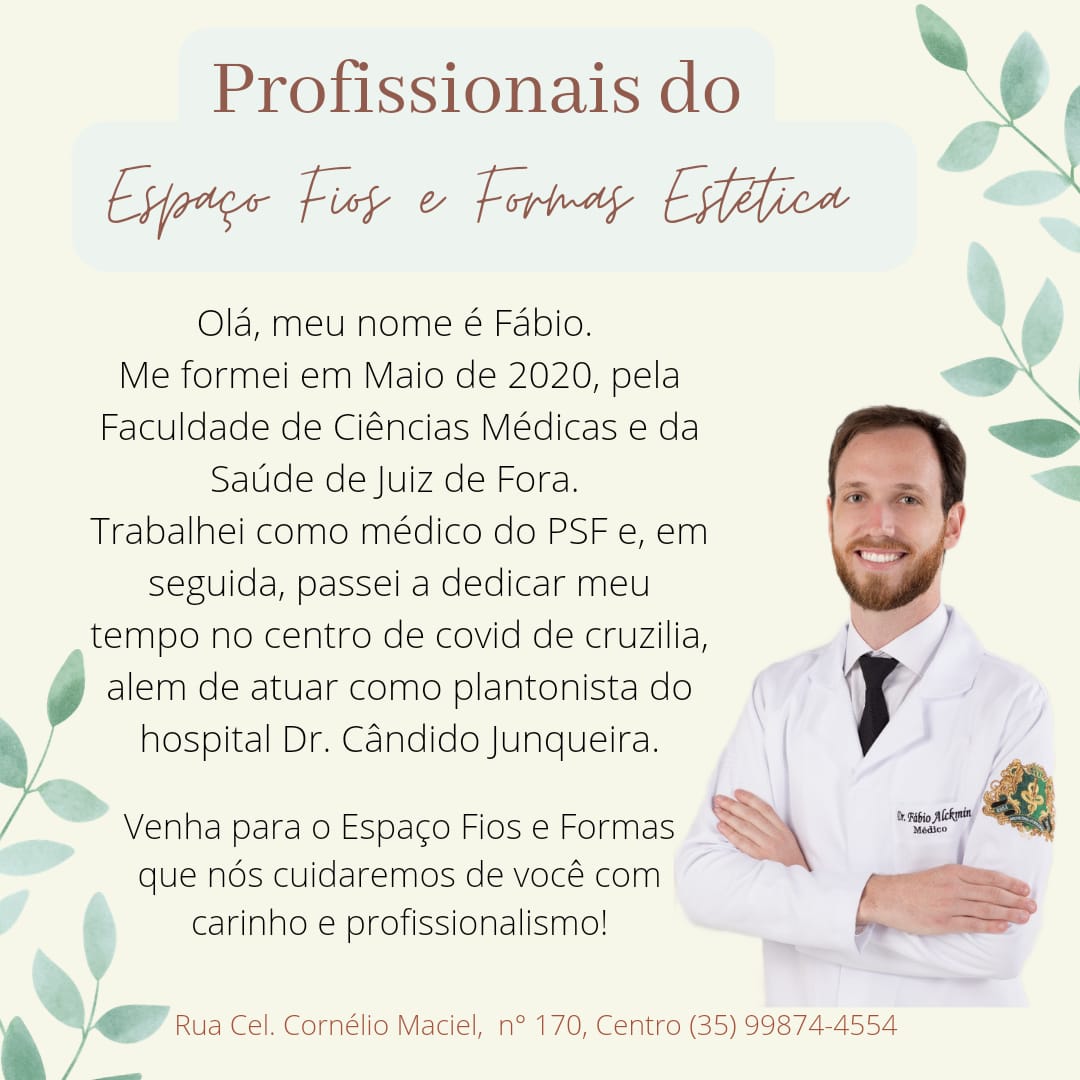 Profissionais do
Espaço Fios e Formas Estética
Olá, meu nome é Fábio.
Me formei em Maio de 2020, pela
Faculdade de Ciências Médicas e da
Saúde de Juiz de Fora.
Trabalhei como médico do PSF e, em
seguida, passei a dedicar meu
tempo no centro de covid de cruzilia,
alem de atuar como plantonista do
hospital Dr. Cândido Junqueira.
Venha para o Espaço Fios e Formas
que nós cuidaremos de você com
carinho e profissionalismo!
Dr. Fábio Alckmin
Médico
Rua Cel. Cornélio Maciel, n° 170, Centro (35) 99874-4554